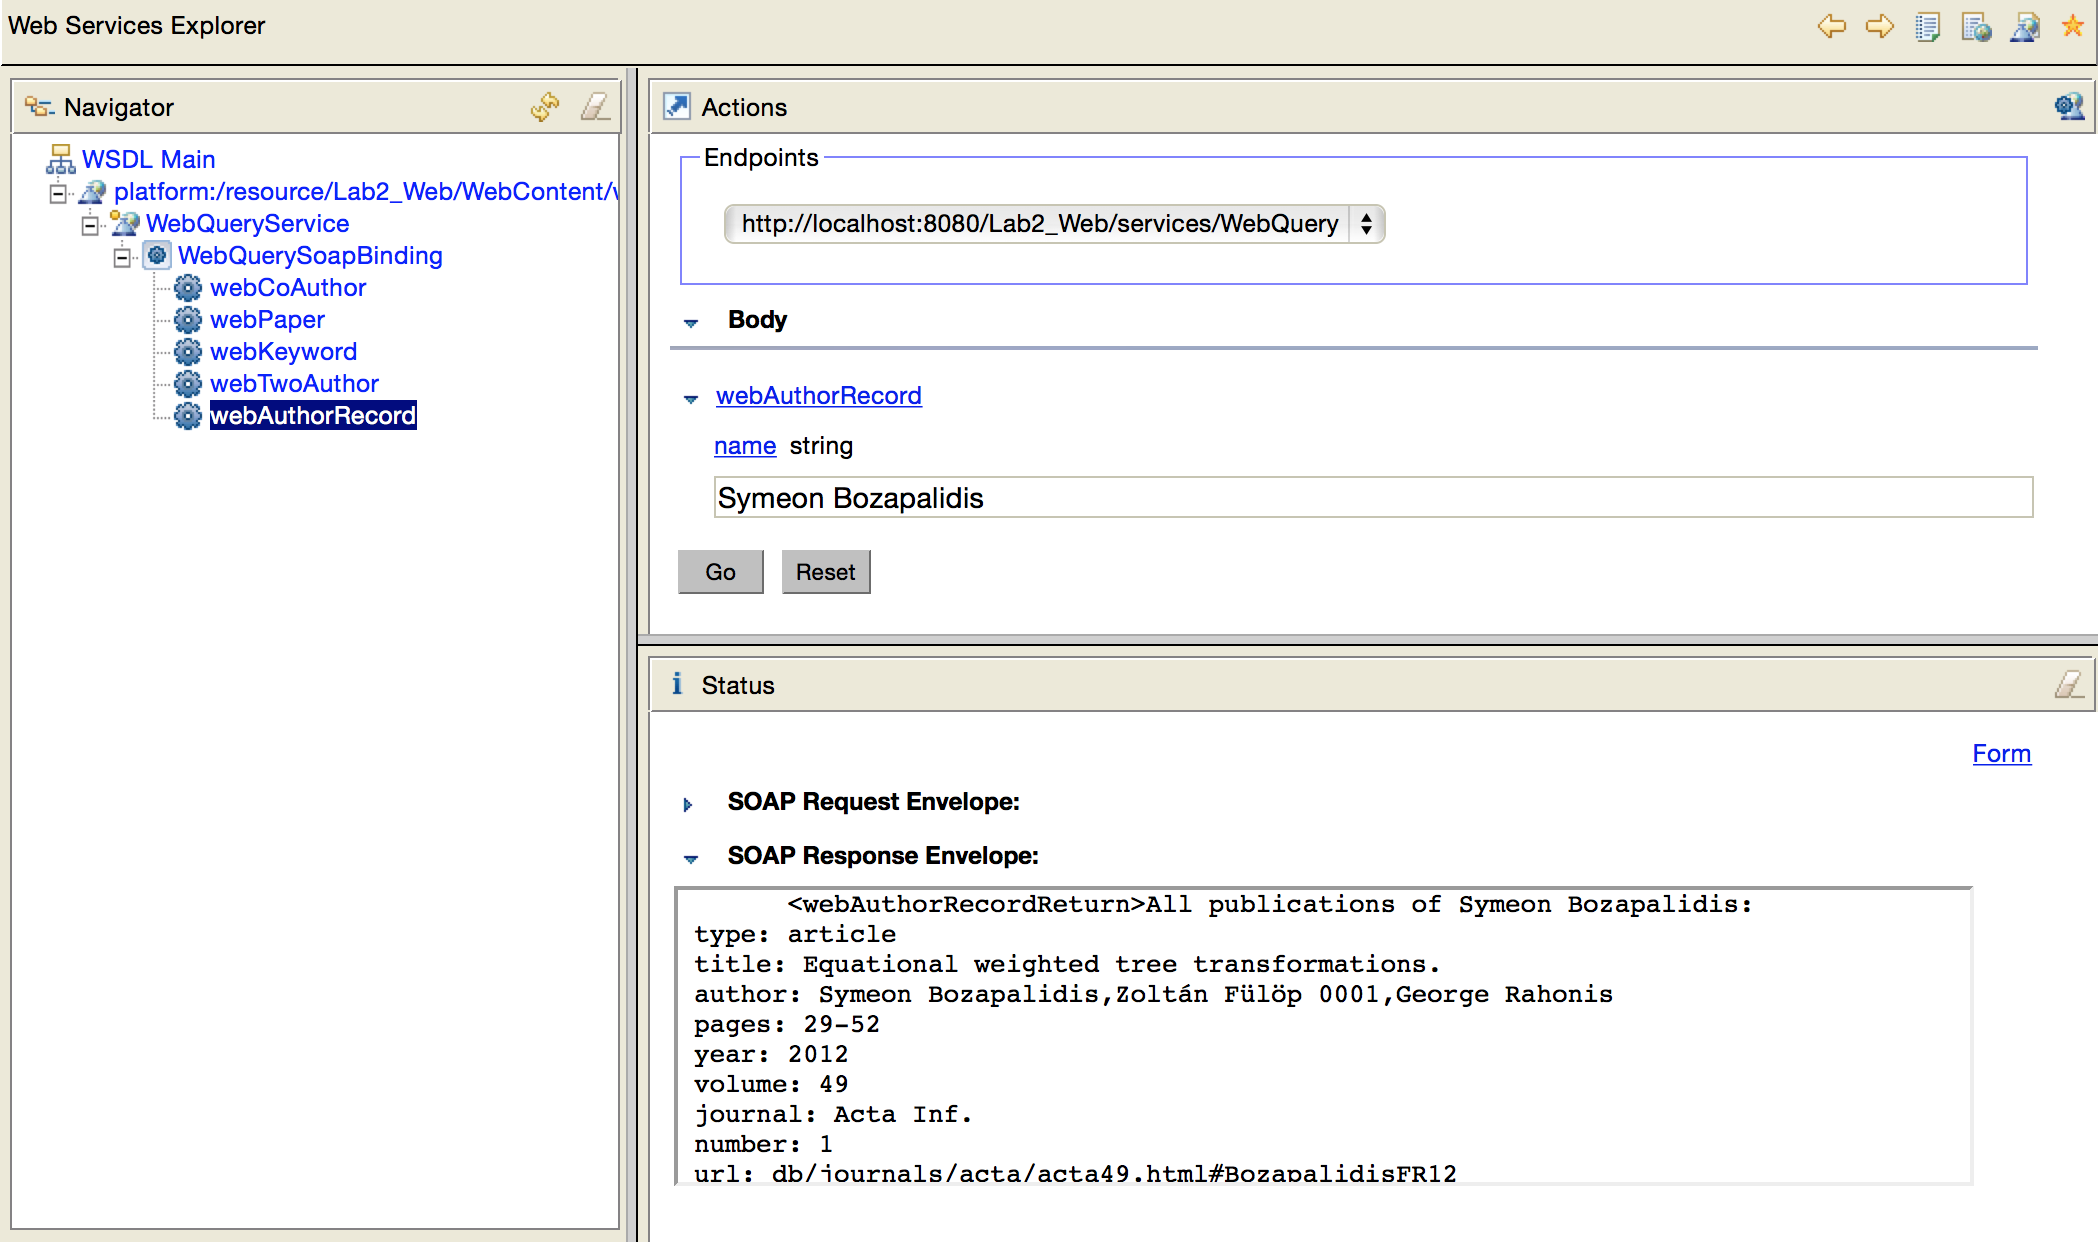 Web Services Explorer
Navigator
WSDL Main
platform:/resource/Lab2_Web/WebContent/
WebQueryService
WebQuerySoapBinding
webCoAuthor
webPaper
webKeyword
webTwoAuthor
webAuthorRecord
Actions
Endpoints
http://localhost:8080/Lab2_Web/services/WebQuery
Body
webAuthorRecord
name string
Symeon Bozapalidis
Go Reset
i Status
Form
SOAP Request Envelope:
SOAP Response Envelope:
<webAuthorRecordReturn>All publications of Symeon Bozapalidis:
type: article
title: Equational weighted tree transformations.
author: Symeon Bozapalidis,Zoltán Fülöp 0001,George Rahonis
pages: 29-52
year: 2012
volume: 49
journal: Acta Inf.
number: 1
url: db/journals/acta/acta49.html#BozapalidisFR12